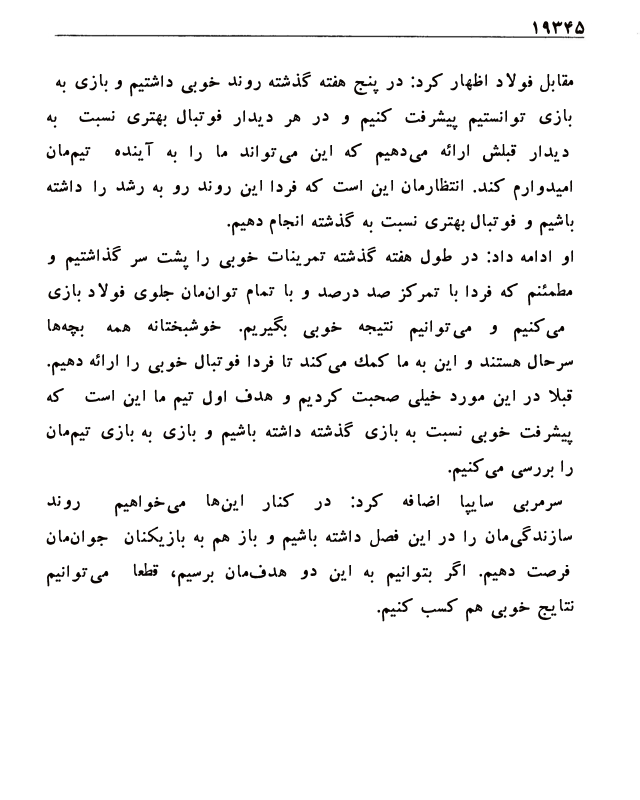 ۱۹۳۴۵
مقابل فولاد اظهار کرد: در پنج هفته گذشته روند خوبی داشتیم و بازی به
بازی توانستیم پیشرفت کنیم و در هر دیدار فوتبال بهتری نسبت به
دیدار قبلش ارائه می‌دهیم که این می‌تواند ما را به آینده تیم‌مان
امیدوارم کند. انتظارمان این است که فردا این روند رو به رشد را داشته
باشیم و فوتبال بهتری نسبت به گذشته انجام دهیم.
او ادامه داد: در طول هفته گذشته تمرینات خوبی را پشت سر گذاشتیم و
مطمئنم که فردا با تمرکز صد درصد و با تمام توان‌مان جلوی فولاد بازی
می‌کنیم و می‌توانیم نتیجه خوبی بگیریم. خوشبختانه همه بچه‌ها
سرحال هستند و این به ما کمك می‌کند تا فردا فوتبال خوبی را ارائه دهیم.
قبلا در این مورد خیلی صحبت کردیم و هدف اول تیم ما این است که
پیشرفت خوبی نسبت به بازی گذشته داشته باشیم و بازی به بازی تیم‌مان
را بررسی می‌کنیم.
سرمربی سایپا اضافه کرد: در کنار این‌ها می‌خواهیم روند
سازندگی‌مان را در این فصل داشته باشیم و باز هم به بازیکنان جوان‌مان
فرصت دهیم. اگر بتوانیم به این دو هدف‌مان برسیم، قطعا می‌توانیم
نتایج خوبی هم کسب کنیم.